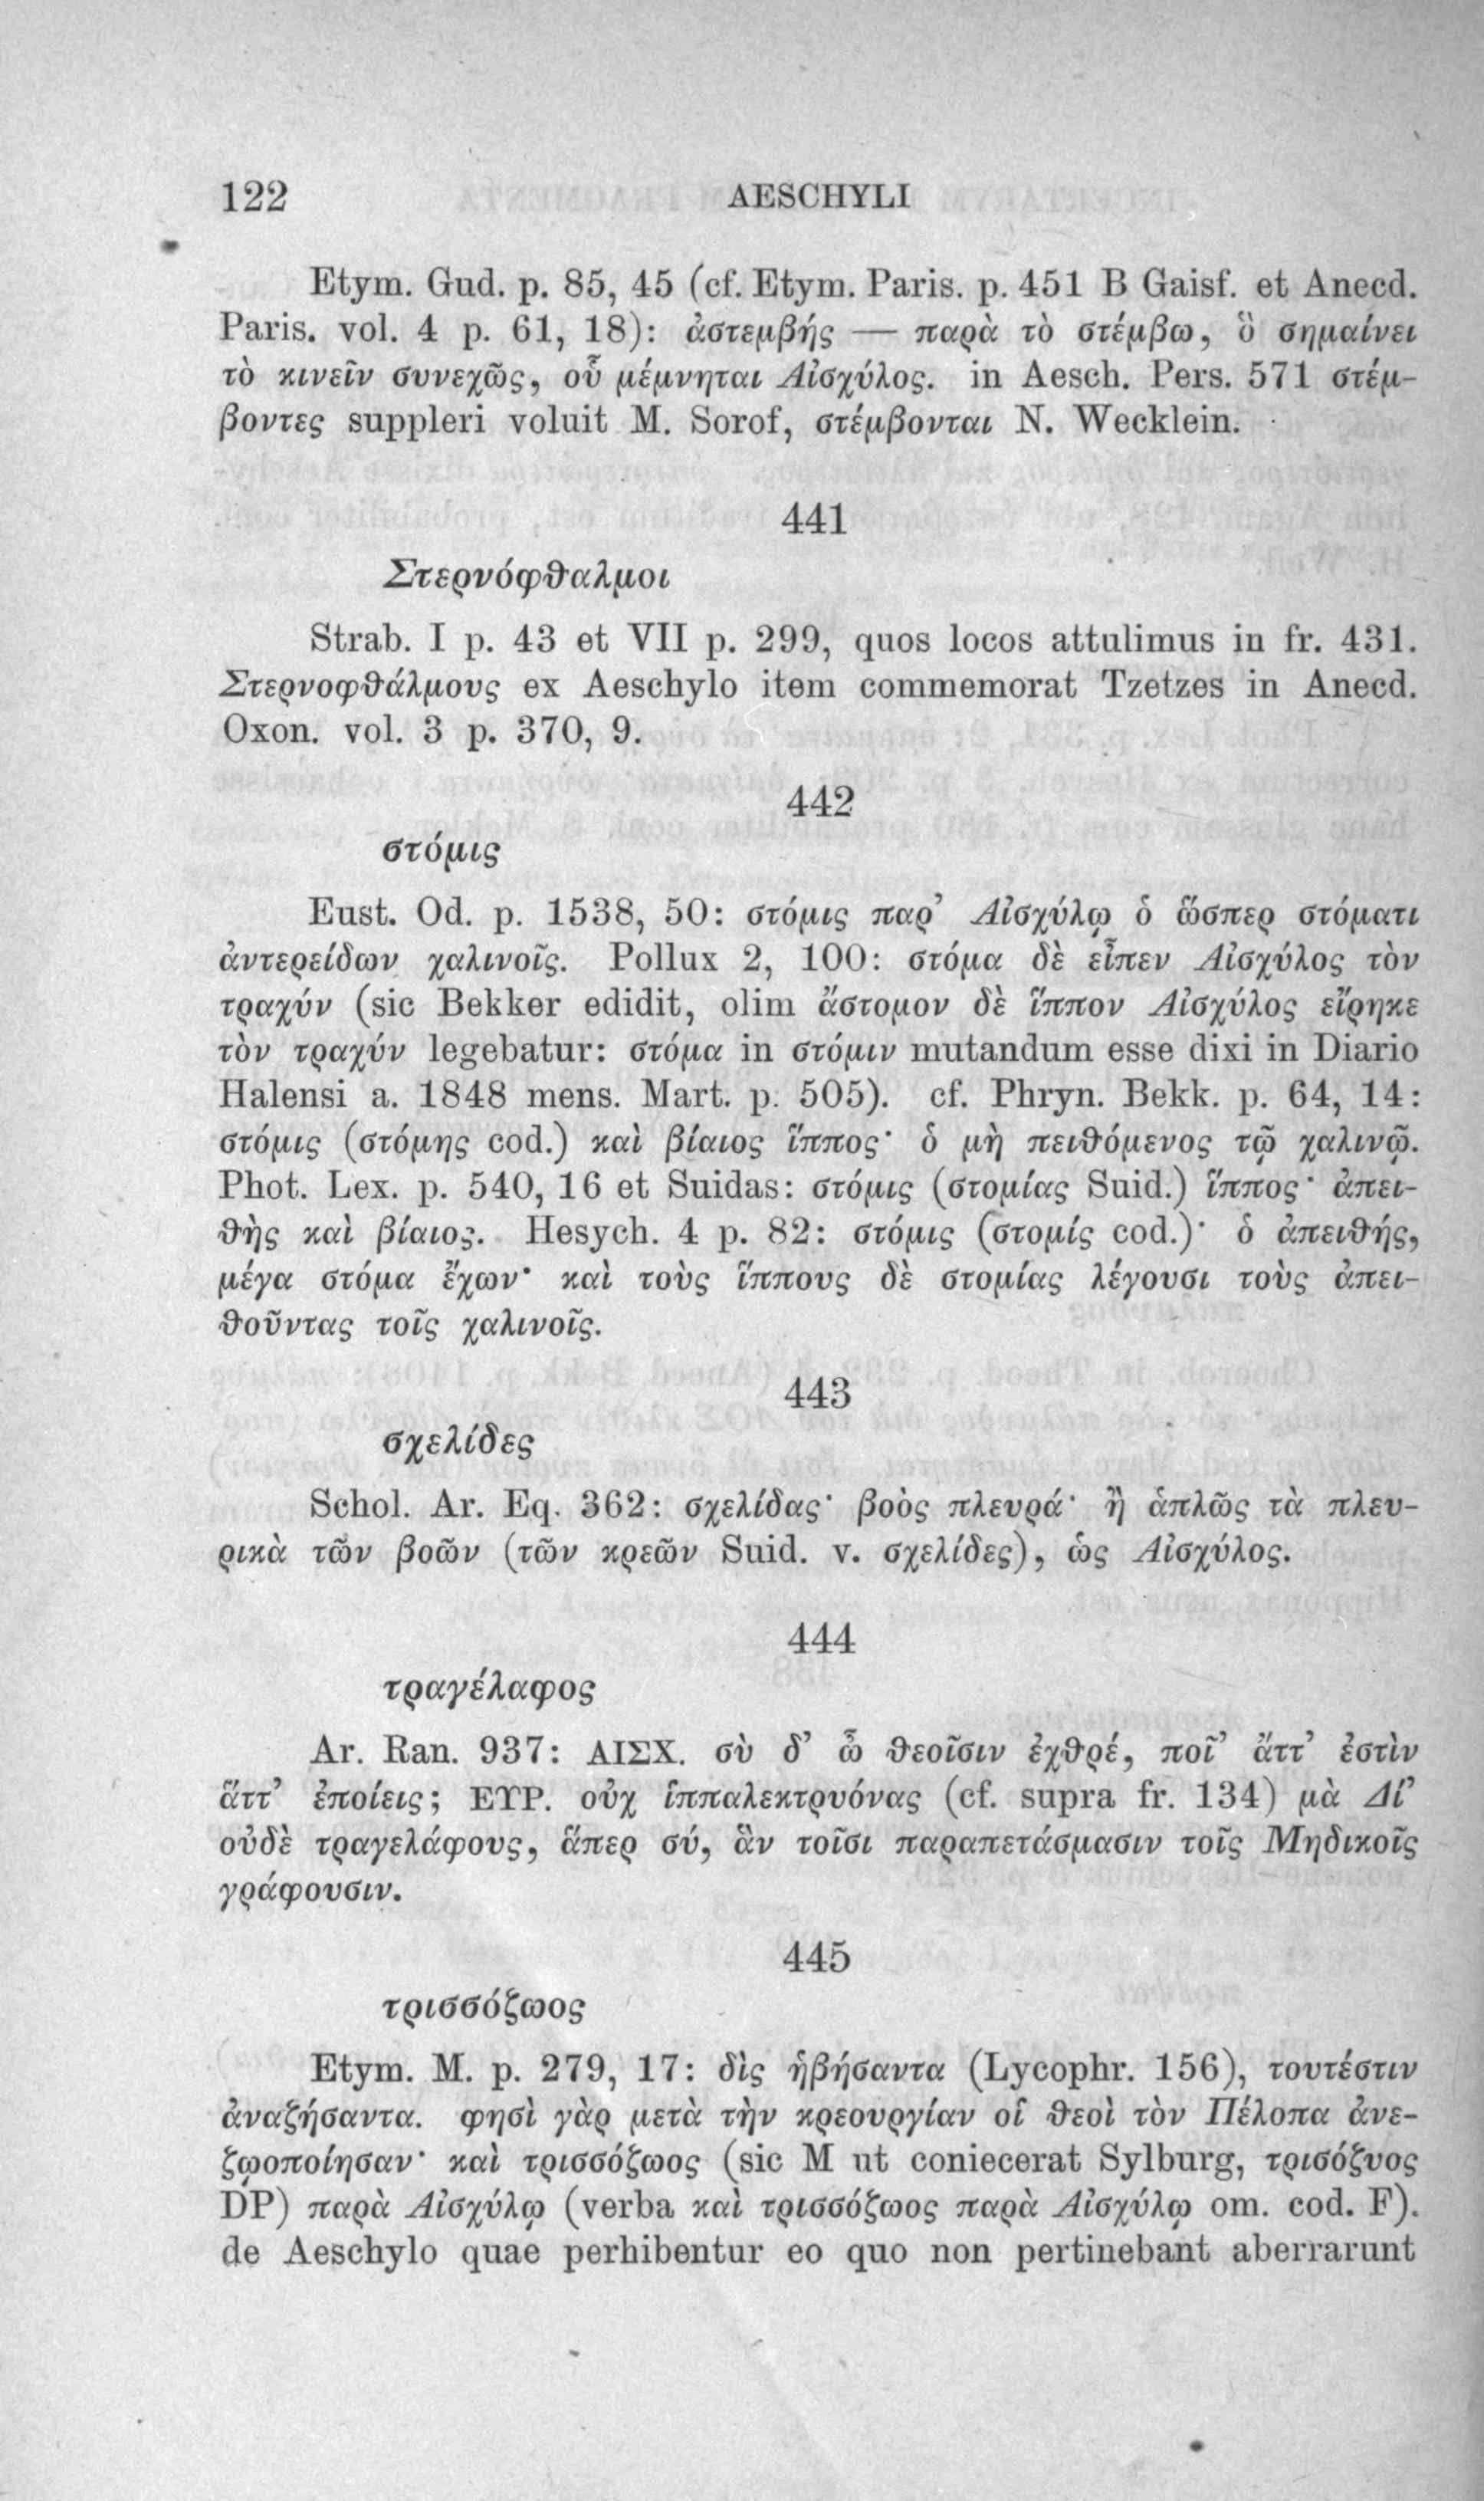 122 AESCHYLI
Etym. Gud. p. 85, 45 (cf. Etym. Paris. p. 451 B Gaisf. et Anecd.
Paris. vol. 4 p. 61, 18): ἀστεμβής — παρὰ τὸ στέμβω, ὃ σημαίνει
τὸ κινεῖν συνεχῶς, οὗ μέμνηται Αἰσχύλος. in Aesch. Pers. 571 στέμ-
βοντες suppleri voluit M. Sorof, στέμβονται N. Wecklein.
441
Στερνόφθαλμοι
Strab. I p. 43 et VII p. 299, quos locos attulimus in fr. 431.
Στερνοφθάλμους ex Aeschylo item commemorat Tzetzes in Anecd.
Oxon. vol. 3 p. 370, 9.
442
στόμις
Eust. Od. p. 1538, 50: στόμις παρ’ Αἰσχύλῳ ὁ ὥσπερ στόματι
ἀντερείδων χαλινοῖς. Pollux 2, 100: στόμα δὲ εἶπεν Αἰσχύλος τὸν
τραχύν (sic Bekker edidit, olim ἄστομον δὲ ἵππον Αἰσχύλος εἴρηκε
τὸν τραχύν legebatur: στόμα in στόμιν mutandum esse dixi in Diario
Halensi a. 1848 mens. Mart. p. 505). cf. Phryn. Bekk. p. 64, 14:
στόμις (στόμης cod.) καὶ βίαιος ἵππος· ὁ μὴ πειθόμενος τῷ χαλινῷ.
Phot. Lex. p. 540, 16 et Suidas: στόμις (στομίας Suid.) ἵππος· ἀπει-
θὴς καὶ βίαιος. Hesych. 4 p. 82: στόμις (στομίς cod.)· ὁ ἀπειθής,
μέγα στόμα ἔχων· καὶ τοὺς ἵππους δὲ στομίας λέγουσι τοὺς ἀπει-
θοῦντας τοῖς χαλινοῖς.
443
σχελίδες
Schol. Ar. Eq. 362: σχελίδας· βοὸς πλευρά· ἢ ἁπλῶς τὰ πλευ-
ρικὰ τῶν βοῶν (τῶν κρεῶν Suid. v. σχελίδες), ὡς Αἰσχύλος.
444
τραγέλαφος
Ar. Ran. 937: ΑΙΣΧ. σὺ δ’ ὦ θεοῖσιν ἐχθρέ, ποῖ’ ἄττ’ ἐστὶν
ἅττ’ ἐποίεις; ΕΥΡ. οὐχ ἱππαλεκτρυόνας (cf. supra fr. 134) μὰ Δί’
οὐδὲ τραγελάφους, ἅπερ σύ, ἃν τοῖσι παραπετάσμασιν τοῖς Μηδικοῖς
γράφουσιν.
445
τρισσόζωος
Etym. M. p. 279, 17: δὶς ἡβήσαντα (Lycophr. 156), τουτέστιν
ἀναζήσαντα. φησὶ γὰρ μετὰ τὴν κρεουργίαν οἱ θεοὶ τὸν Πέλοπα ἀνε-
ζῳοποίησαν· καὶ τρισσόζωος (sic M ut coniecerat Sylburg, τρισόζυος
DP) παρὰ Αἰσχύλῳ (verba καὶ τρισσόζωος παρὰ Αἰσχύλῳ om. cod. F).
de Aeschylo quae perhibentur eo quo non pertinebant aberrarunt